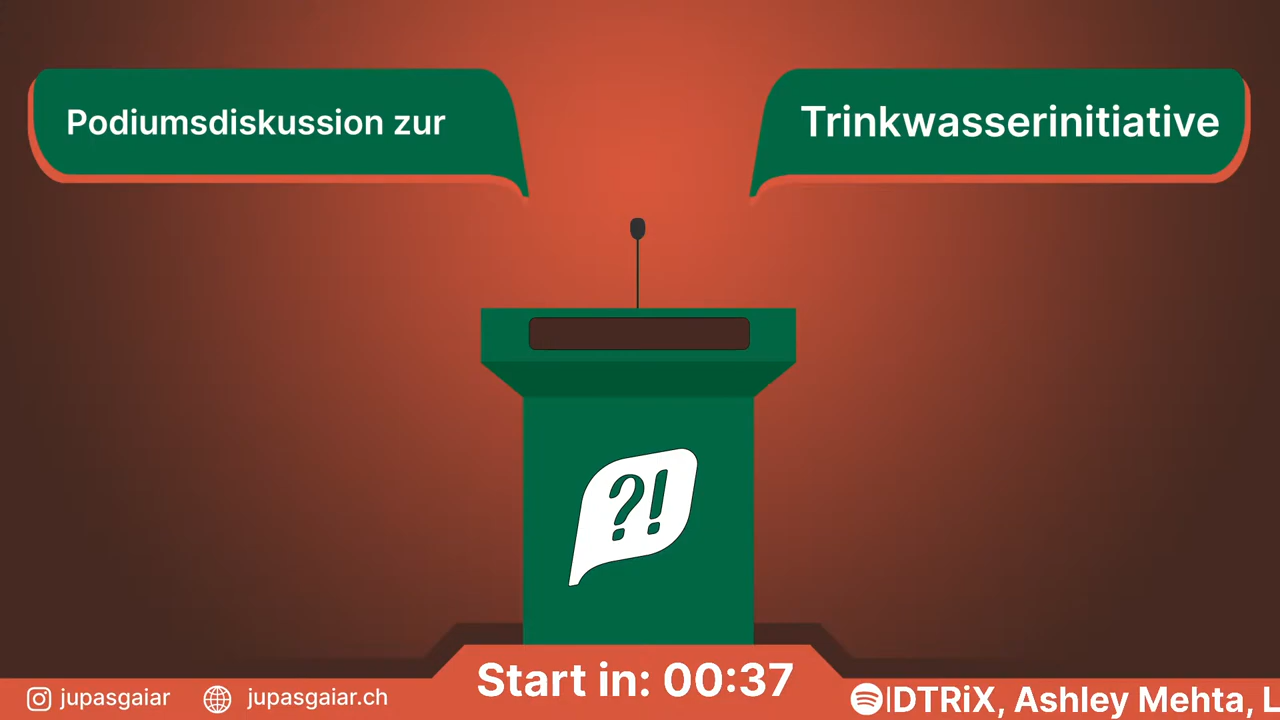 Podiumsdiskussion zur
Trinkwasserinitiative
?!
Start in: 00:37
jupasgaiar
jupasgaiar.ch
DTRiX, Ashley Mehta, L